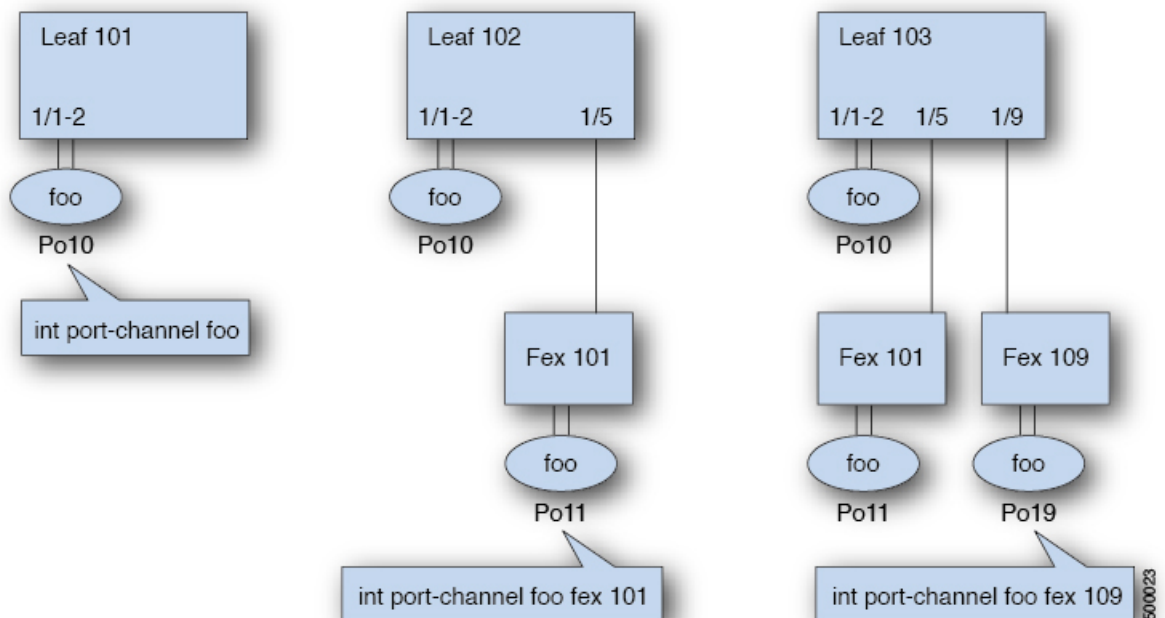 Leaf 101
1/1-2
foo
Po10
int port-channel foo
Leaf 102
1/1-2 1/5
foo
Po10
Fex 101
foo
Po11
int port-channel foo fex 101
Leaf 103
1/1-2 1/5 1/9
foo
Po10
Fex 101
Fex 109
foo
foo
Po11
Po19
int port-channel foo fex 109
500023